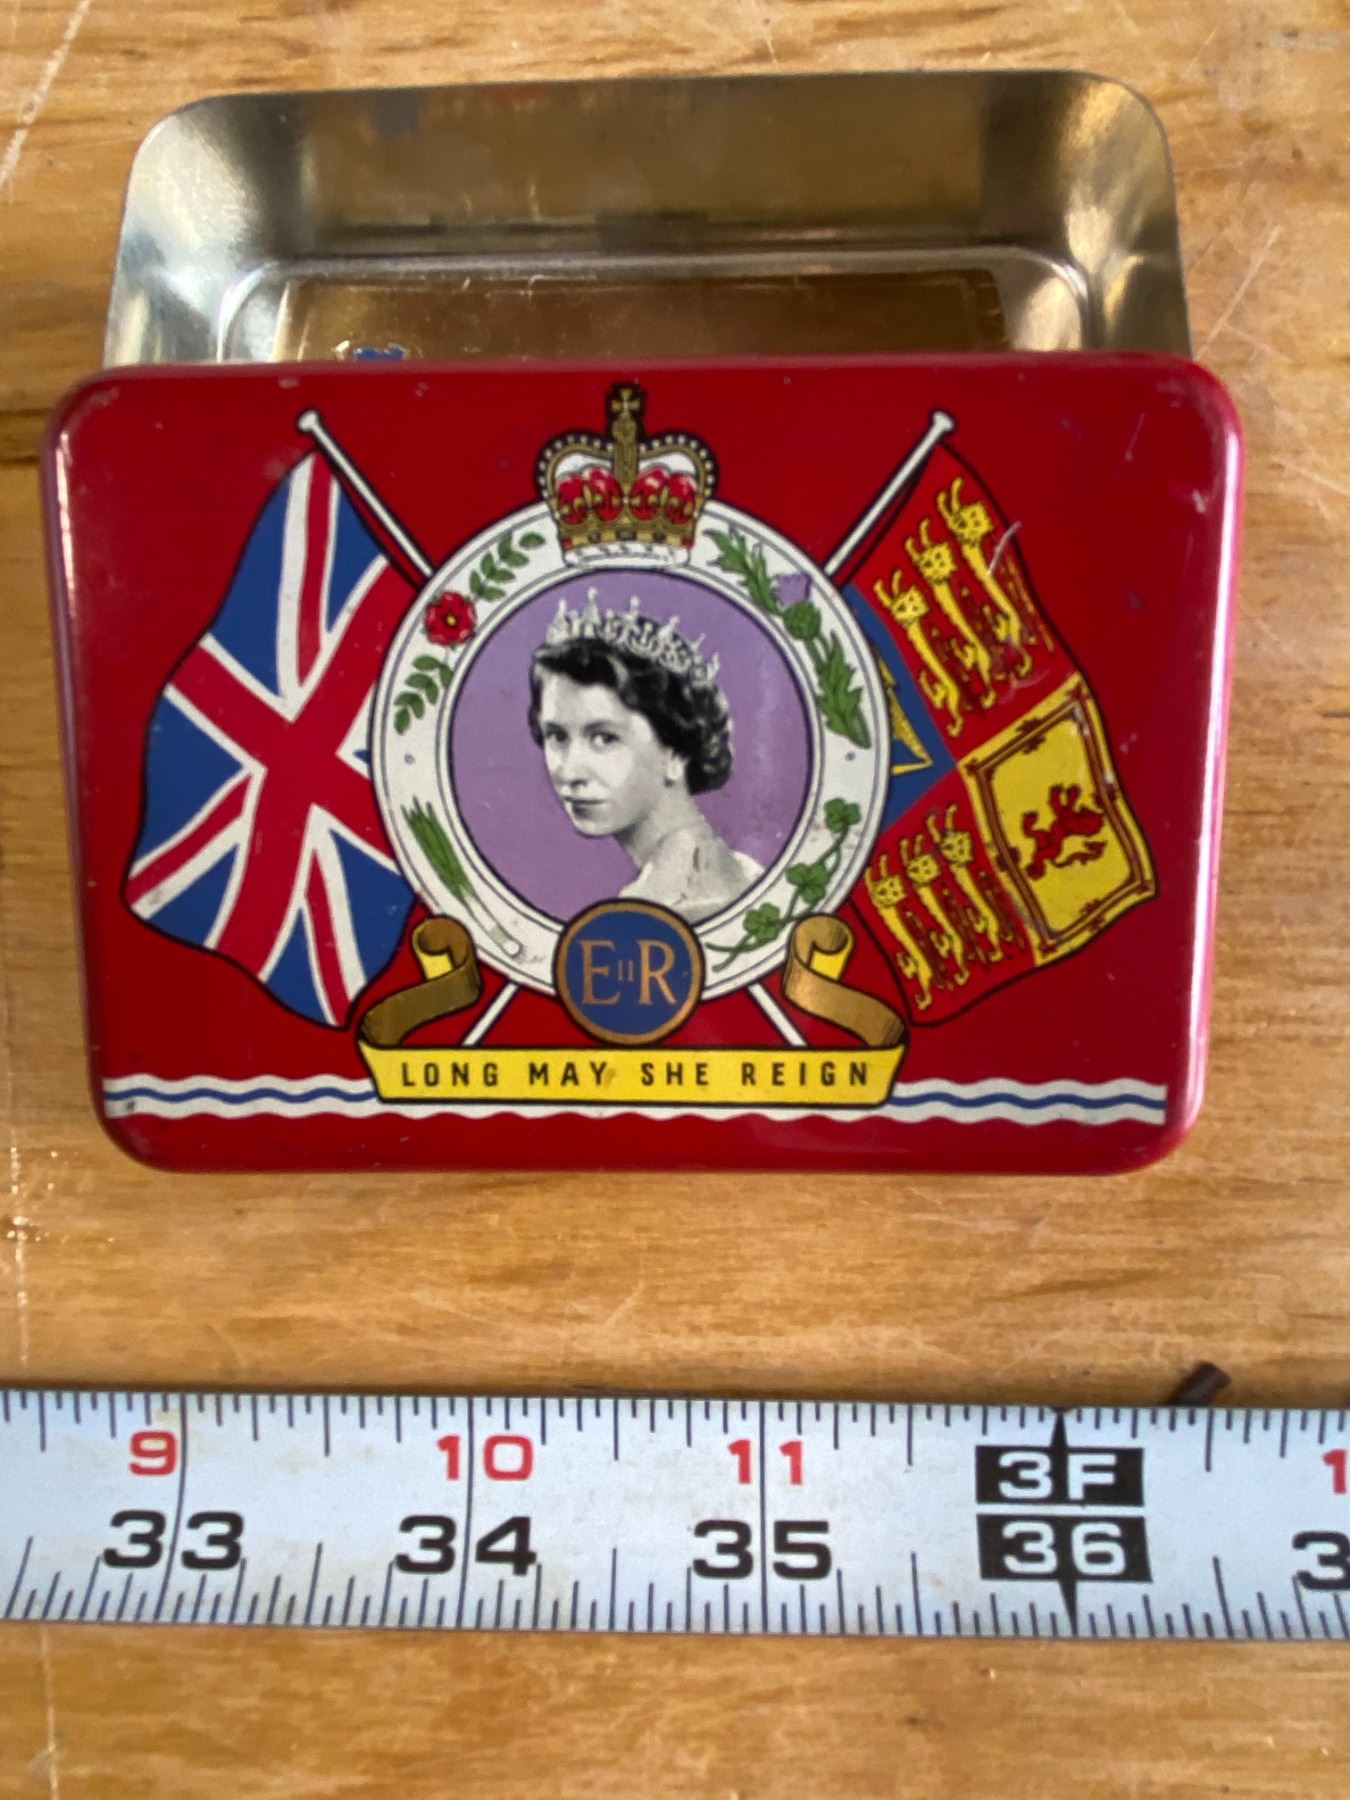 EIIR
LONG MAY SHE REIGN
9 10 11 3F 1
33 34 35 36 3